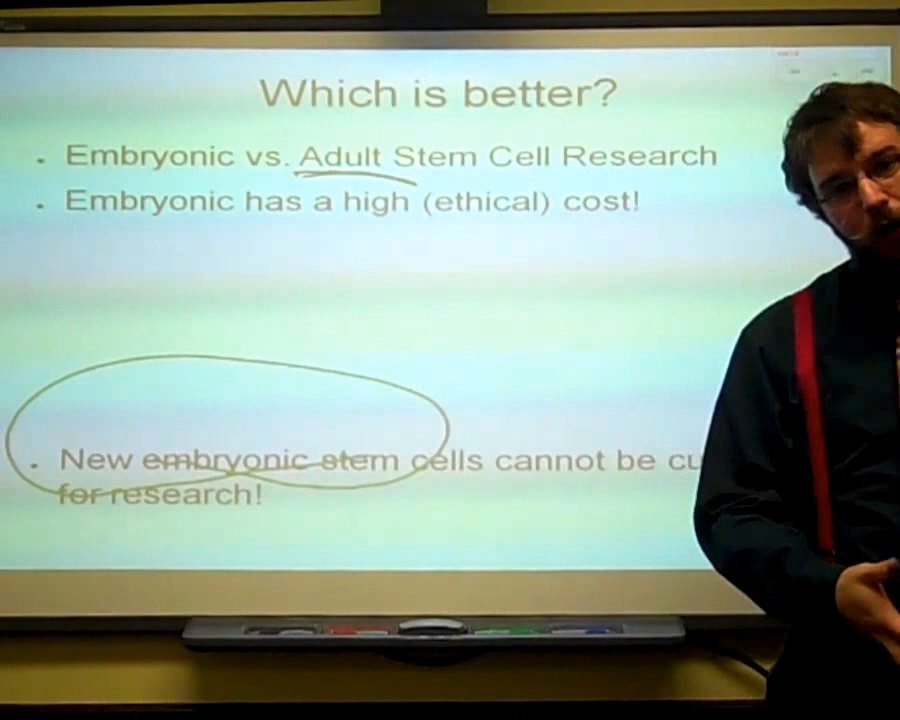 Which is better?
. Embryonic vs. Adult Stem Cell Research
. Embryonic has a high (ethical) cost!
. New embryonic stem cells cannot be cu
for research!